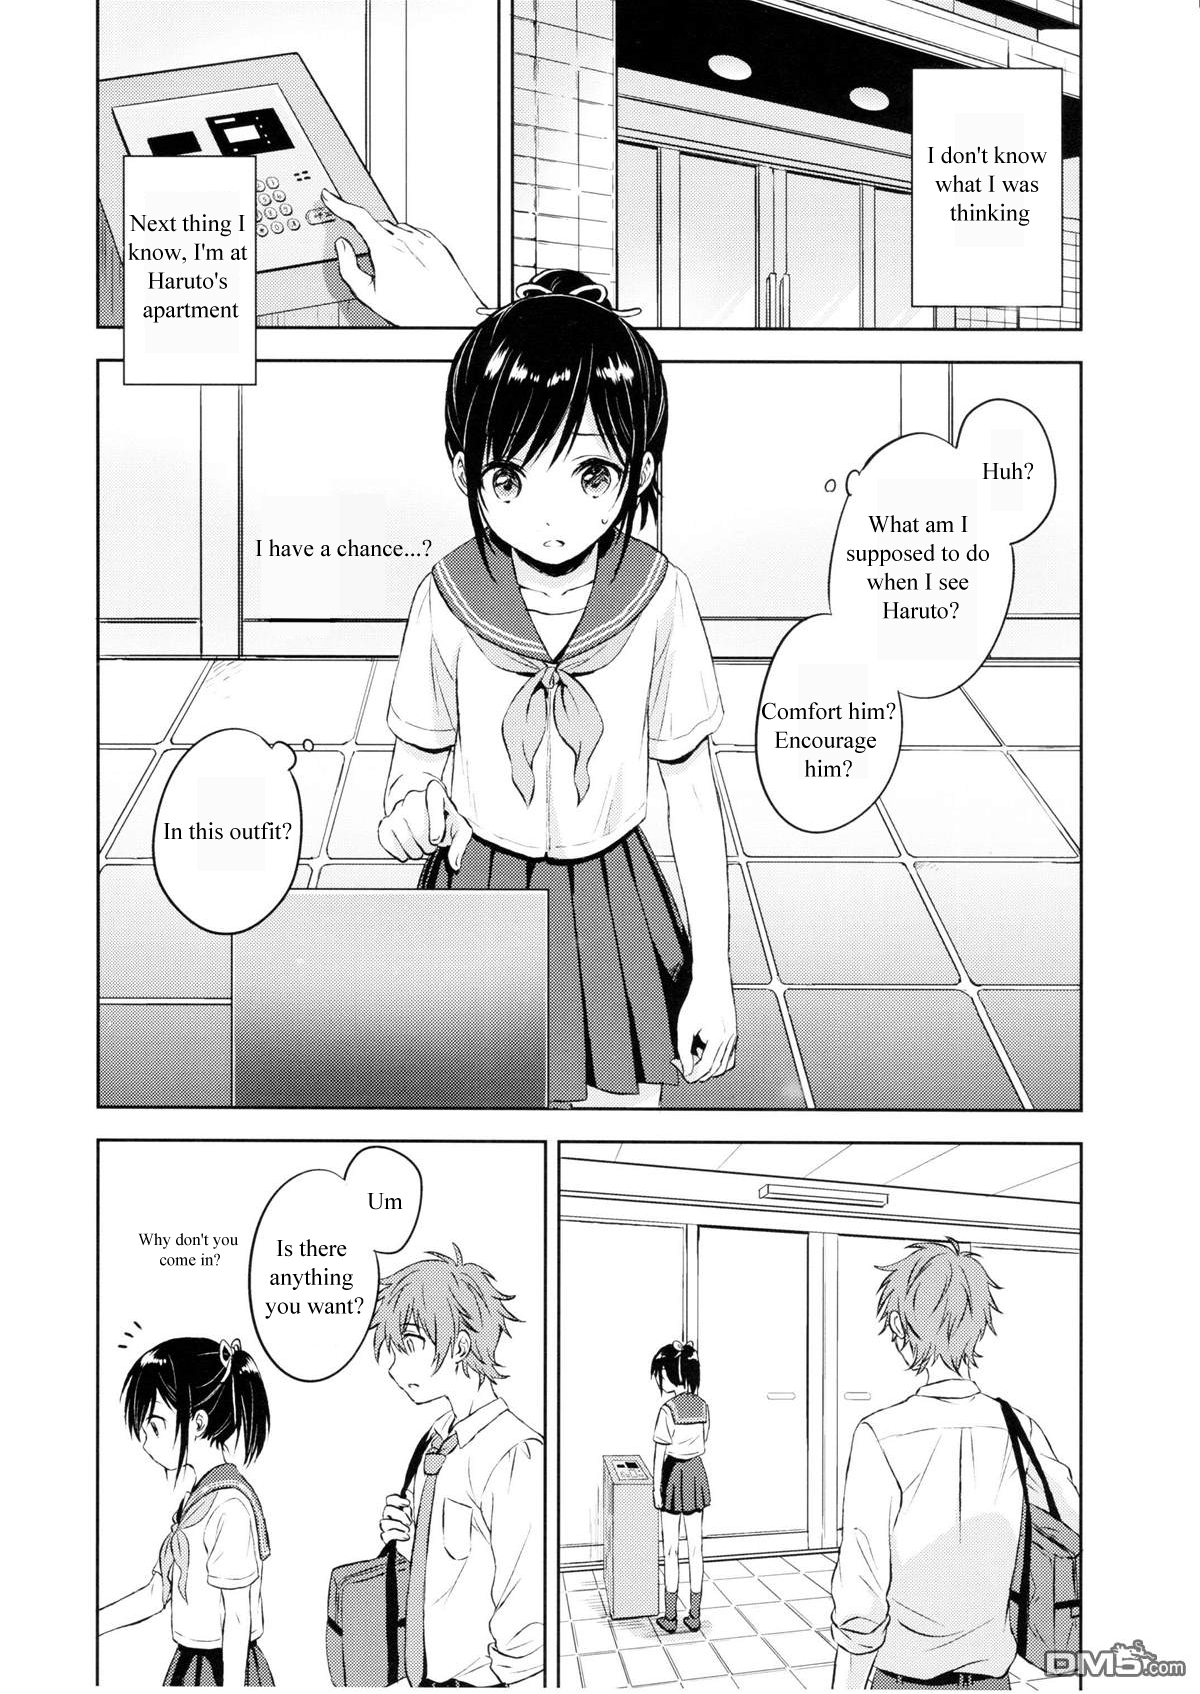 I don't know
what I was
thinking
Next thing I
know, I'm at
Haruto's
apartment
Huh?
What am I
supposed to do
when I see
Haruto?
Comfort him?
Encourage
him?
I have a chance...?
In this outfit?
Um
Is there
anything
you want?
Why don't you
come in?
DM5.com